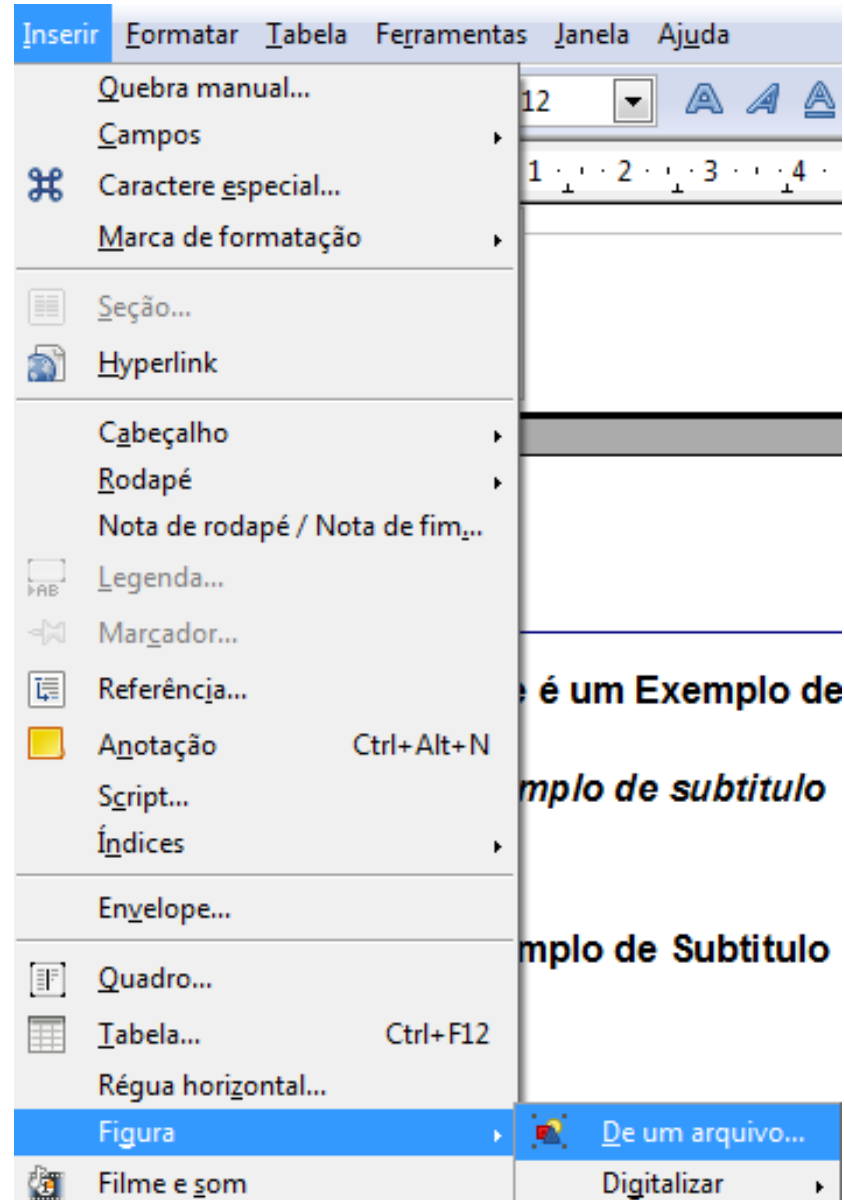 Inserir Formatar Tabela Ferramentas Janela Ajuda
Quebra manual...
12
Campos
1 2 3 4
Caractere especial...
Marca de formatação
Seção...
Hyperlink
Cabeçalho
Rodapé
Nota de rodapé / Nota de fim...
AB Legenda...
Marcador...
Referência...
é um Exemplo de
Anotação Ctrl+Alt+N
mplo de subtitulo
Script...
Índices
Envelope...
mplo de Subtitulo
Quadro...
Tabela... Ctrl+F12
Régua horizontal...
Figura De um arquivo...
Filme e som Digitalizar